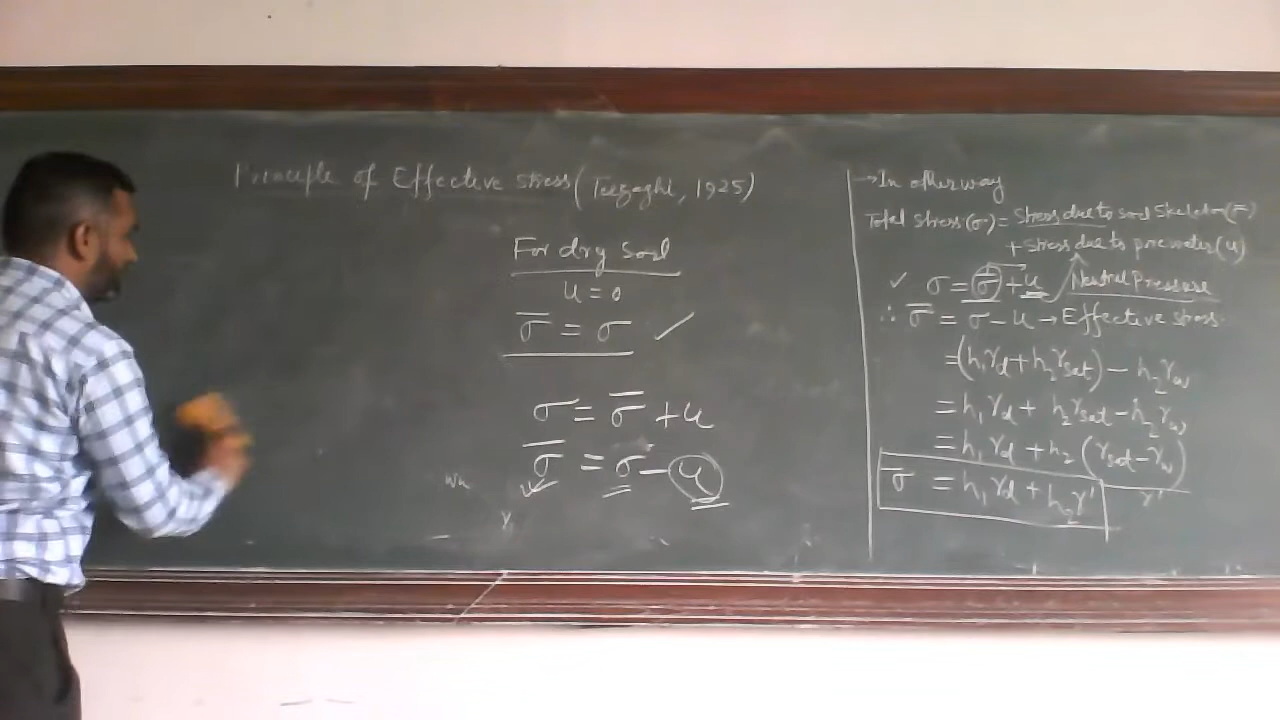 Principle of Effective Stress (Terzaghi, 1925)
For dry soil
u = 0
σ̅ = σ ✓
σ = σ̅ + u
σ̅ = σ - u
→ In other way
Total stress (σ) = Stress due to soil skeleton (σ̅)
+ Stress due to pore water (u)
✓ σ = σ̅ + u Neutral Pressure
∴ σ̅ = σ - u → Effective stress
= (h₁γd + h₂γsat) - h₂γw
= h₁γd + h₂γsat - h₂γw
= h₁γd + h₂ (γsat - γw)
σ̅ = h₁γd + h₂γ' γ'